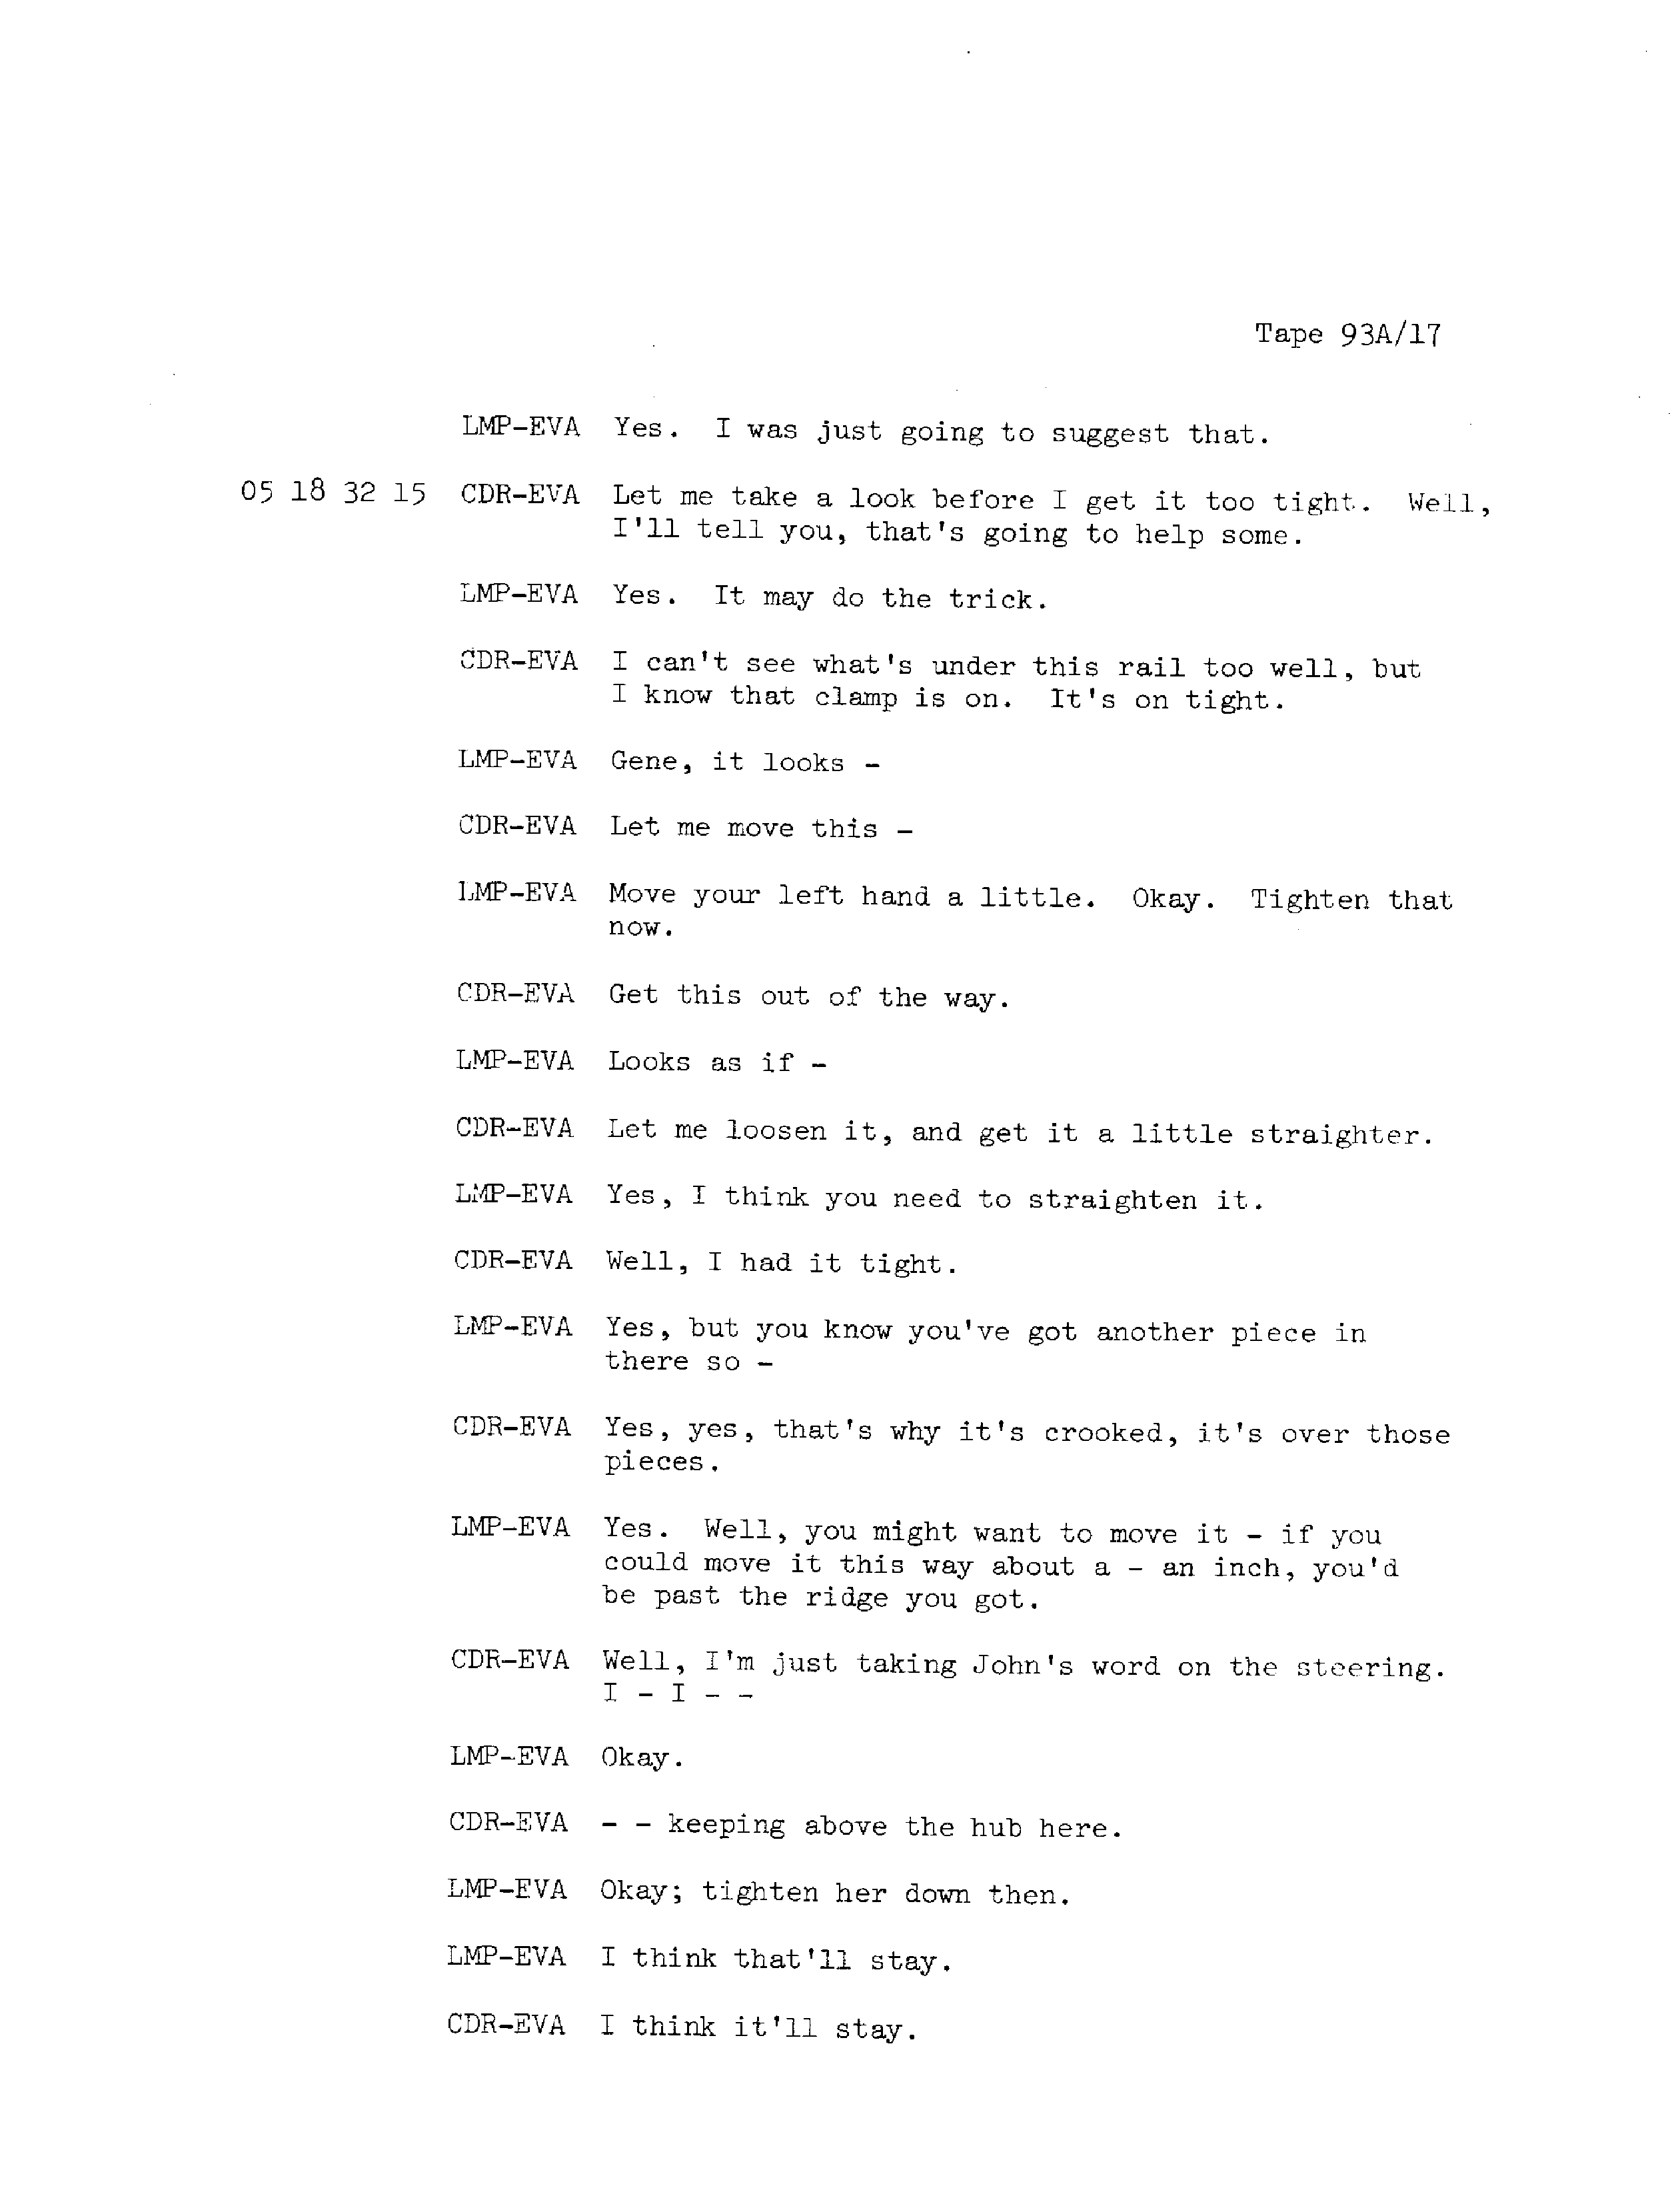 Tape 93A/17
LMP-EVA Yes. I was just going to suggest that.
05 18 32 15 CDR-EVA Let me take a look before I get it too tight. Well,
I'll tell you, that's going to help some.
LMP-EVA Yes. It may do the trick.
CDR-EVA I can't see what's under this rail too well, but
I know that clamp is on. It's on tight.
LMP-EVA Gene, it looks -
CDR-EVA Let me move this -
LMP-EVA Move your left hand a little. Okay. Tighten that
now.
CDR-EVA Get this out of the way.
LMP-EVA Looks as if -
CDR-EVA Let me loosen it, and get it a little straighter.
LMP-EVA Yes, I think you need to straighten it.
CDR-EVA Well, I had it tight.
LMP-EVA Yes, but you know you've got another piece in
there so -
CDR-EVA Yes, yes, that's why it's crooked, it's over those
pieces.
LMP-EVA Yes. Well, you might want to move it - if you
could move it this way about a - an inch, you'd
be past the ridge you got.
CDR-EVA Well, I'm just taking John's word on the steering.
I - I - -
LMP-EVA Okay.
CDR-EVA - - keeping above the hub here.
LMP-EVA Okay; tighten her down then.
LMP-EVA I think that'll stay.
CDR-EVA I think it'll stay.